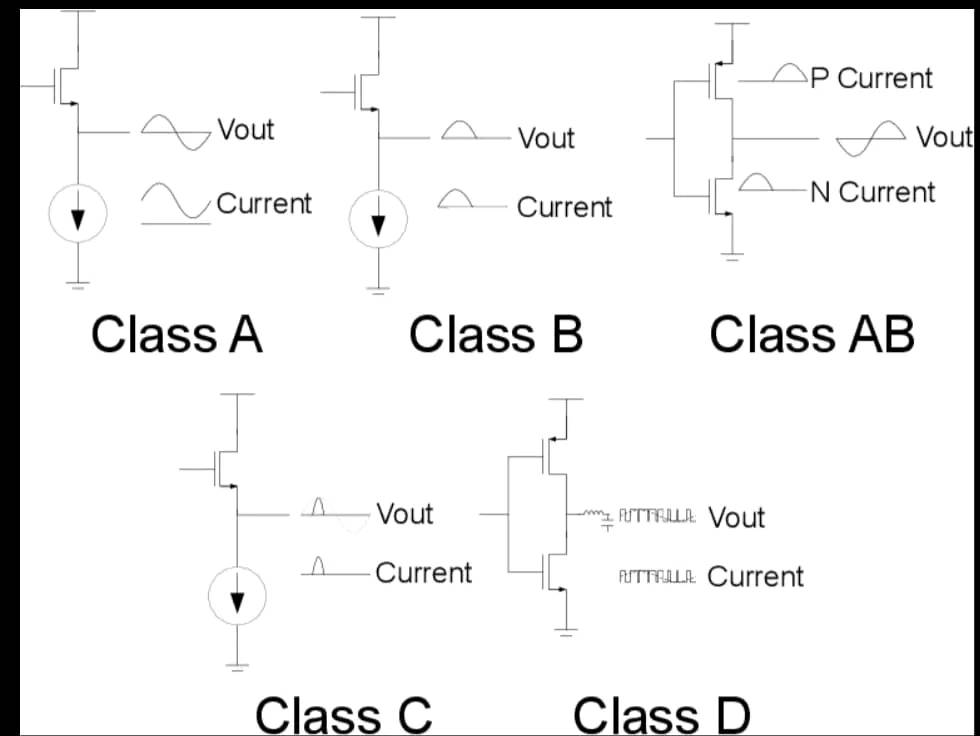 Vout
Current
Class A
Vout
Current
Class B
P Current
Vout
N Current
Class AB
Vout
Current
Class C
Vout
Current
Class D